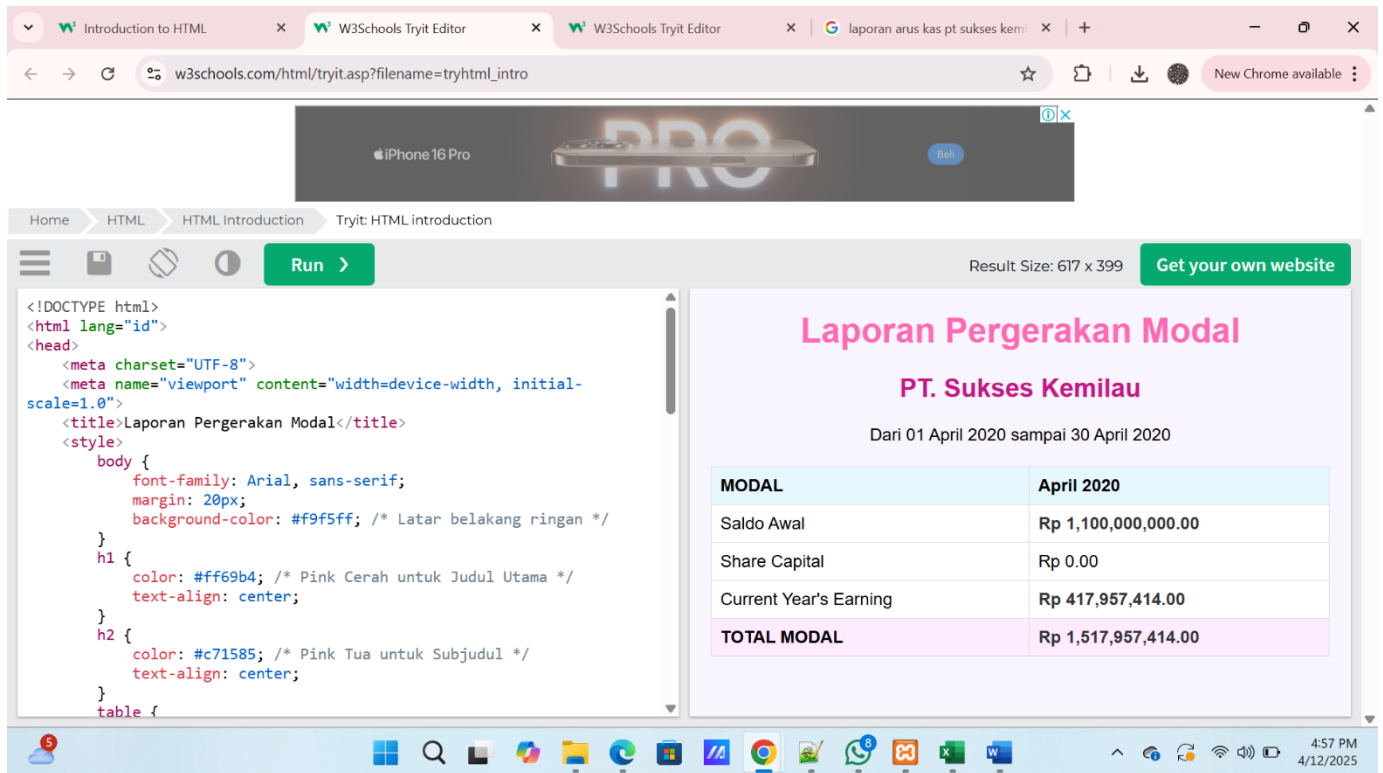 Introduction to HTML
W3Schools Tryit Editor
W3Schools Tryit Editor
laporan arus kas pt sukses kemi
w3schools.com/html/tryit.asp?filename=tryhtml_intro
New Chrome available
iPhone 16 Pro
PRO
Beli
Home
HTML
HTML Introduction
Tryit: HTML introduction
Run ❯
Result Size: 617 x 399
Get your own website
<!DOCTYPE html>
<html lang="id">
<head>
<meta charset="UTF-8">
<meta name="viewport" content="width=device-width, initial-
scale=1.0">
<title>Laporan Pergerakan Modal</title>
<style>
body {
font-family: Arial, sans-serif;
margin: 20px;
background-color: #f9f5ff; /* Latar belakang ringan */
}
h1 {
color: #ff69b4; /* Pink Cerah untuk Judul Utama */
text-align: center;
}
h2 {
color: #c71585; /* Pink Tua untuk Subjudul */
text-align: center;
}
table {
Laporan Pergerakan Modal
PT. Sukses Kemilau
Dari 01 April 2020 sampai 30 April 2020
MODAL April 2020
Saldo Awal Rp 1,100,000,000.00
Share Capital Rp 0.00
Current Year's Earning Rp 417,957,414.00
TOTAL MODAL Rp 1,517,957,414.00
5
8
4:57 PM
4/12/2025